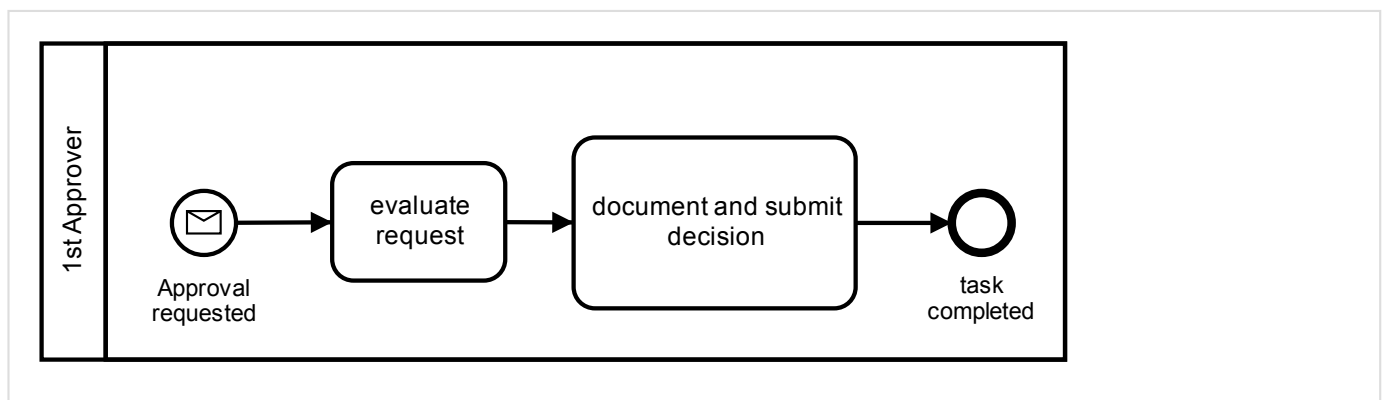 1st Approver
evaluate
request
document and submit
decision
Approval
requested
task
completed